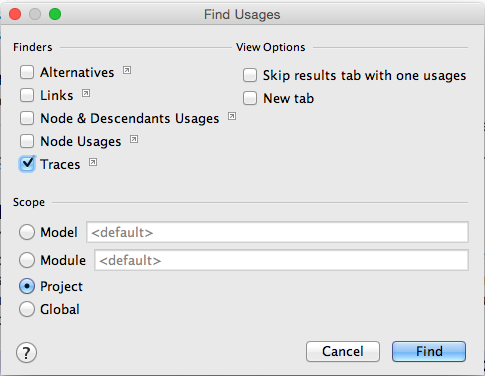 Find Usages
Finders
View Options
Alternatives
Skip results tab with one usages
Links
New tab
Node & Descendants Usages
Node Usages
Traces
Scope
Model <default>
Module <default>
Project
Global
? Cancel Find